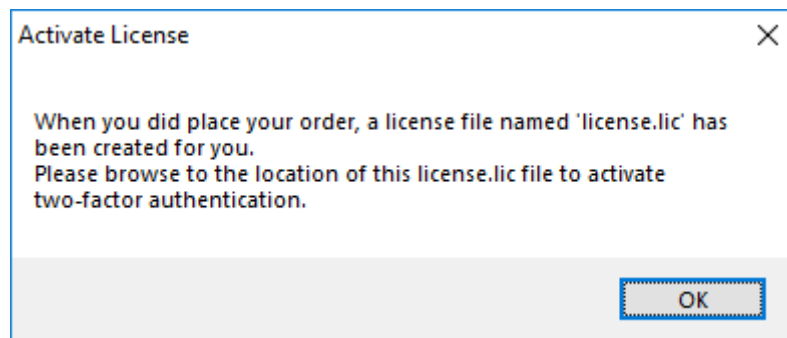 Activate License
When you did place your order, a license file named 'license.lic' has
been created for you.
Please browse to the location of this license.lic file to activate
two-factor authentication.
OK